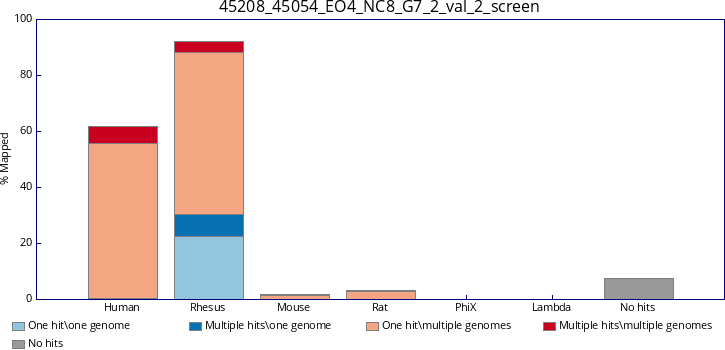 45208_45054_EO4_NC8_G7_2_val_2_screen
100
80
60
40
20
0
% Mapped
Human Rhesus Mouse Rat PhiX Lambda No hits
One hit\one genome Multiple hits\one genome One hit\multiple genomes Multiple hits\multiple genomes
No hits